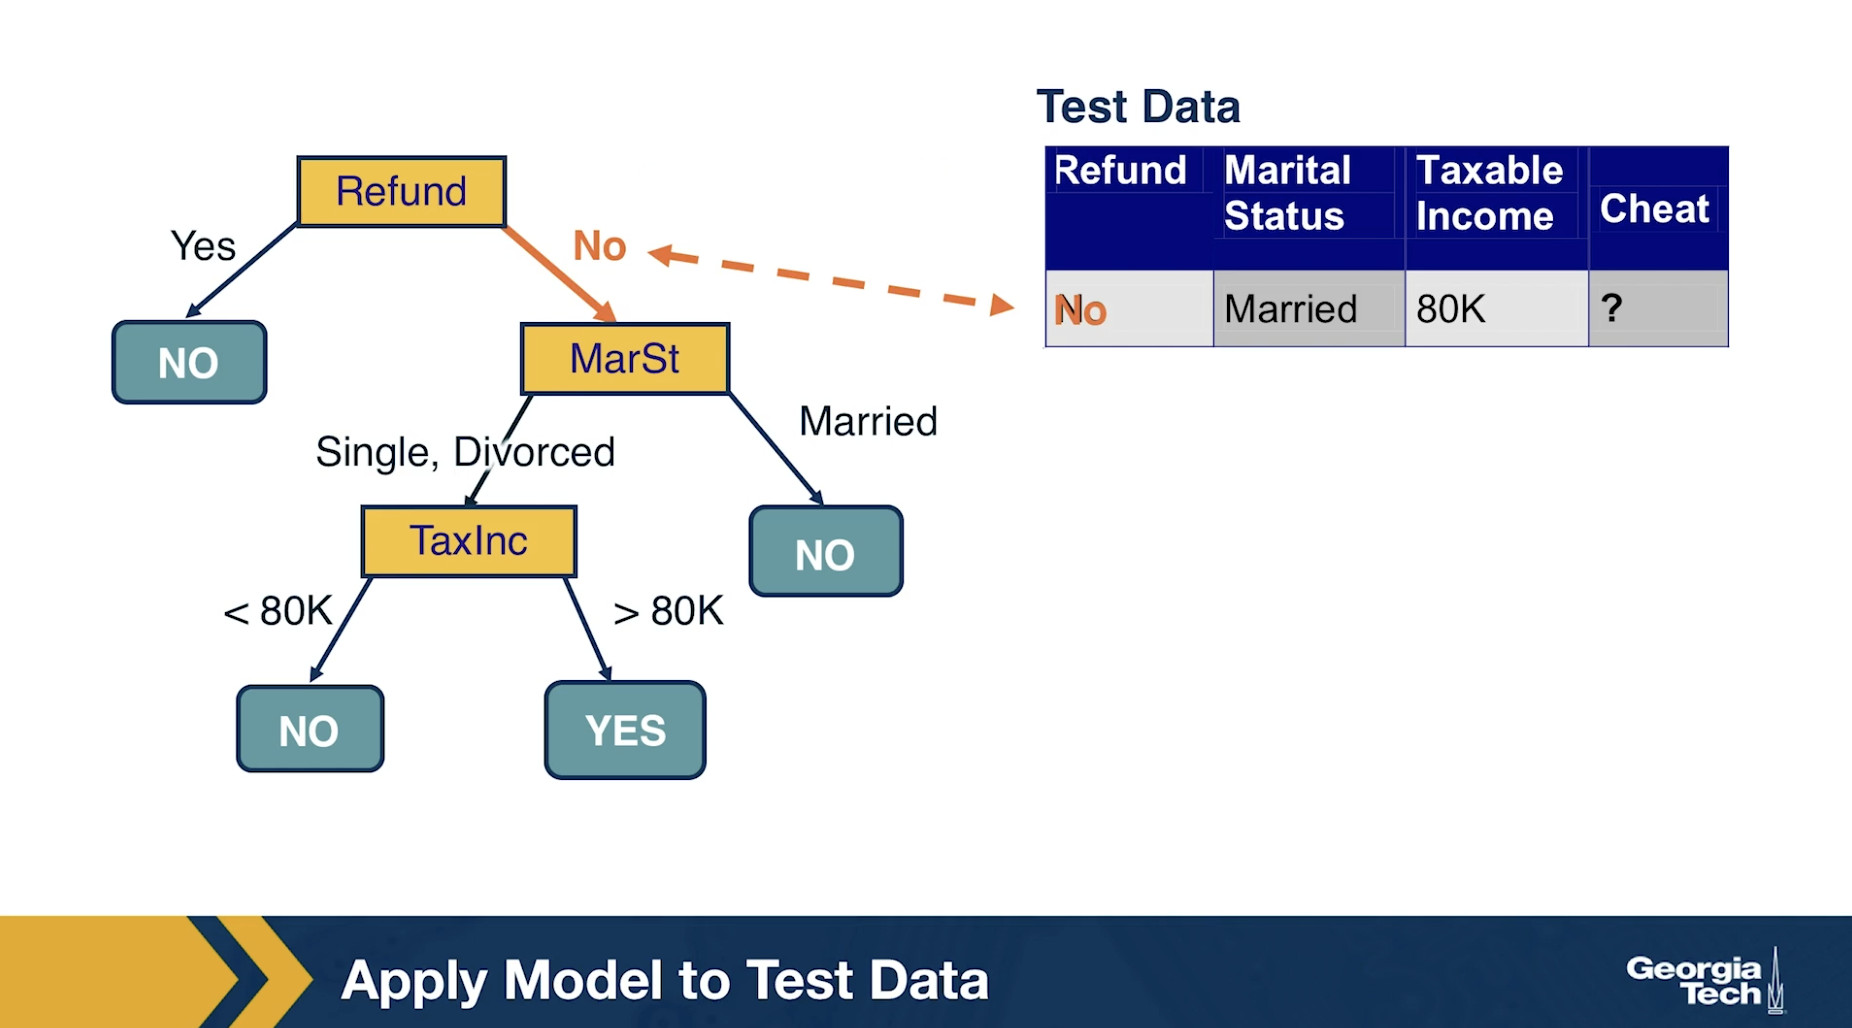 Test Data
Refund
Marital
Status
Taxable
Income
Cheat
No
Married
80K
?
Refund
Yes
No
NO
MarSt
Single, Divorced
Married
TaxInc
NO
< 80K
> 80K
NO
YES
Apply Model to Test Data
Georgia
Tech